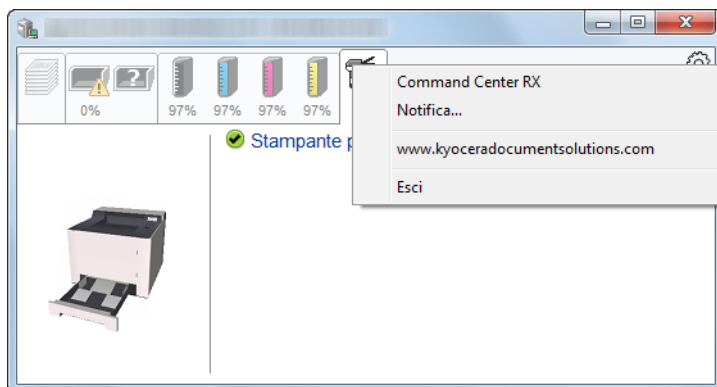 0%
97%
97%
97%
97%
Stampante
Command Center RX
Notifica...
www.kyoceradocumentsolutions.com
Esci